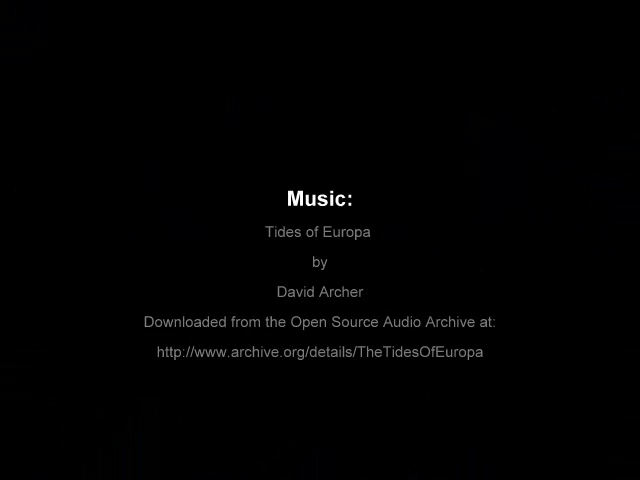 Music:
Tides of Europa
by
David Archer
Downloaded from the Open Source Audio Archive at:
http://www.archive.org/details/TheTidesOfEuropa